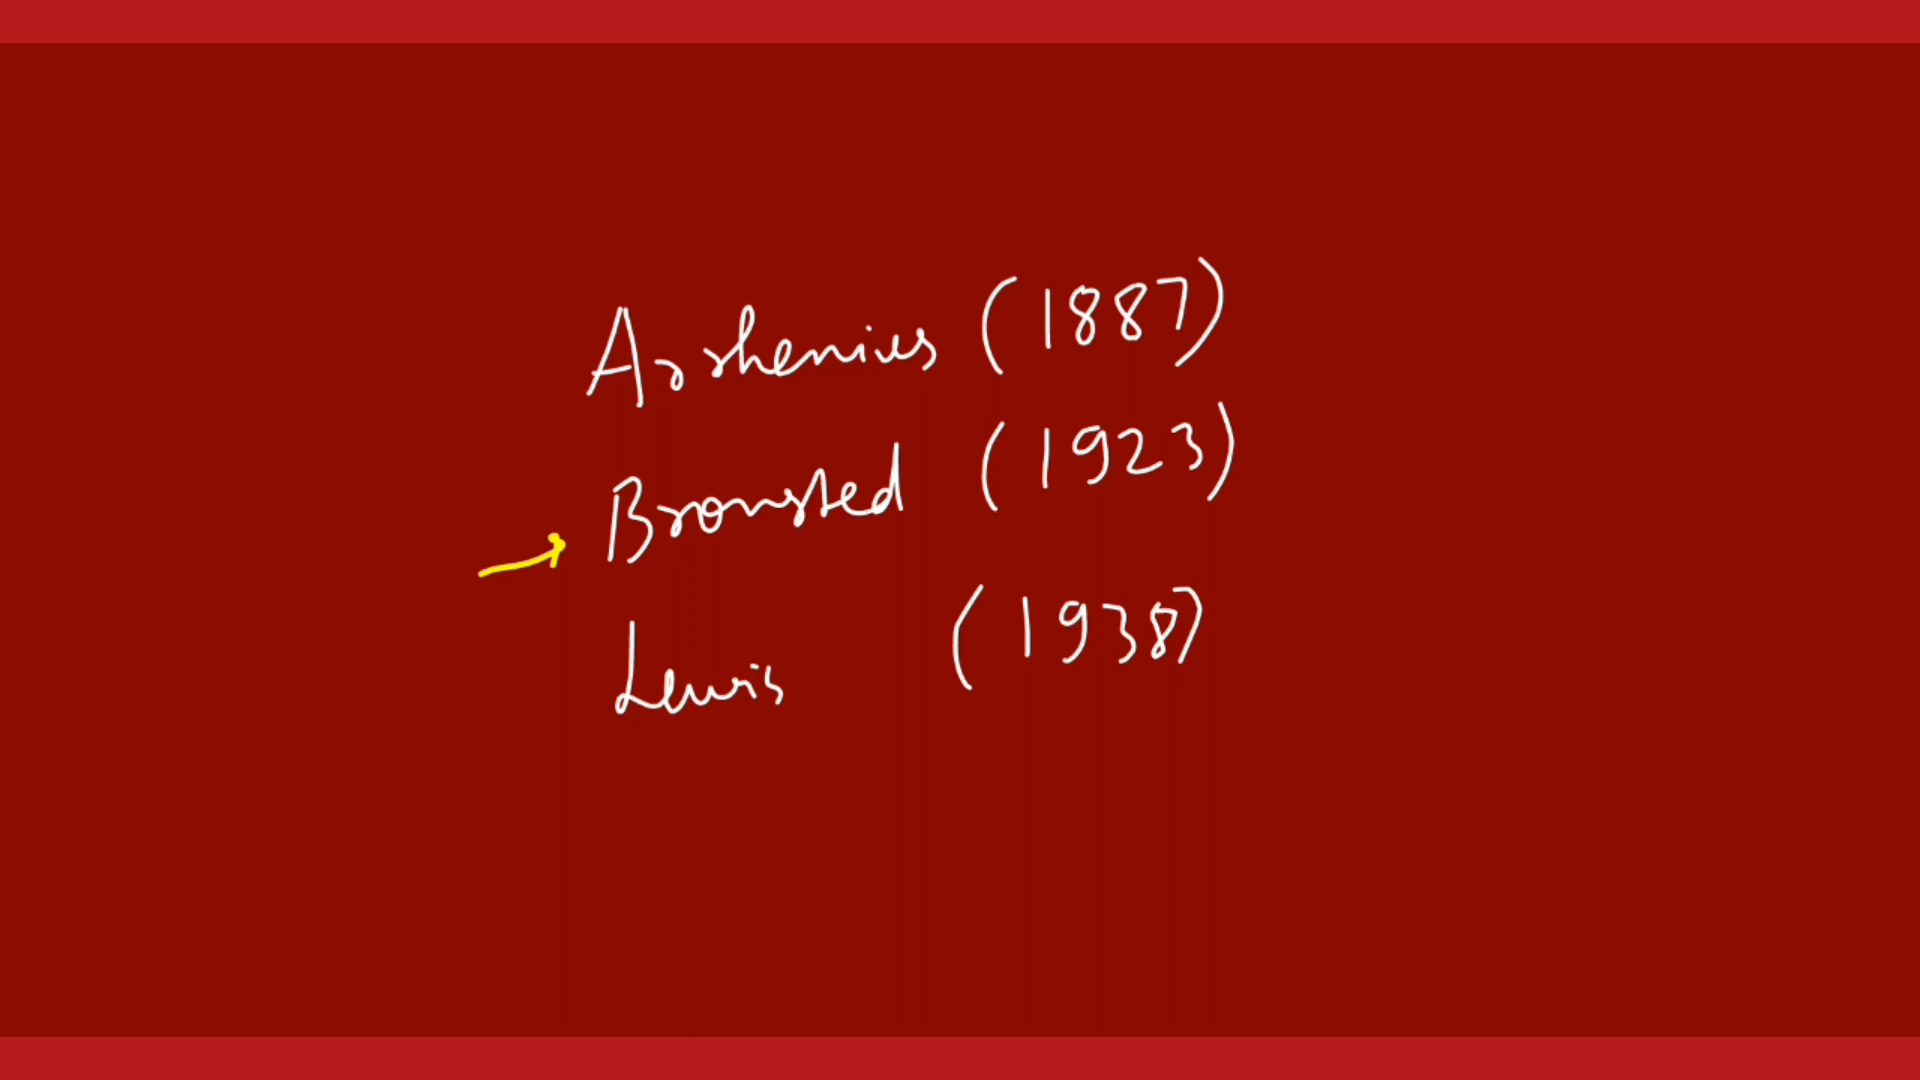 Arrhenius (1887)
Bronsted (1923)
Lewis (1938)